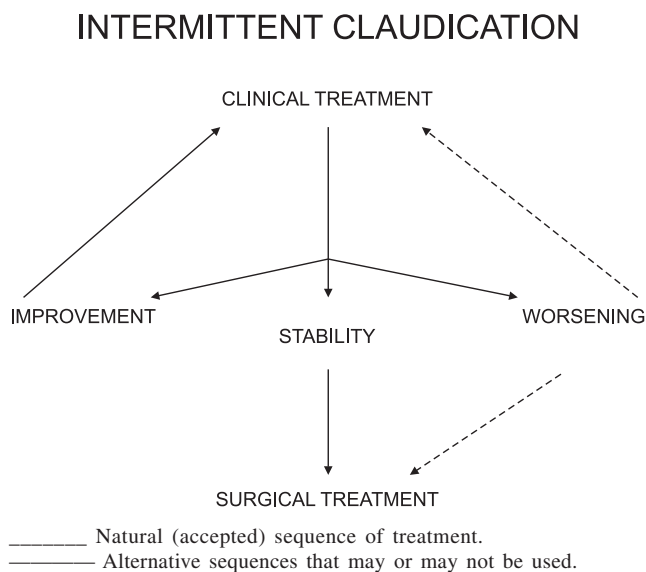 INTERMITTENT CLAUDICATION
CLINICAL TREATMENT
IMPROVEMENT
STABILITY
WORSENING
SURGICAL TREATMENT
_______ Natural (accepted) sequence of treatment.
———— Alternative sequences that may or may not be used.